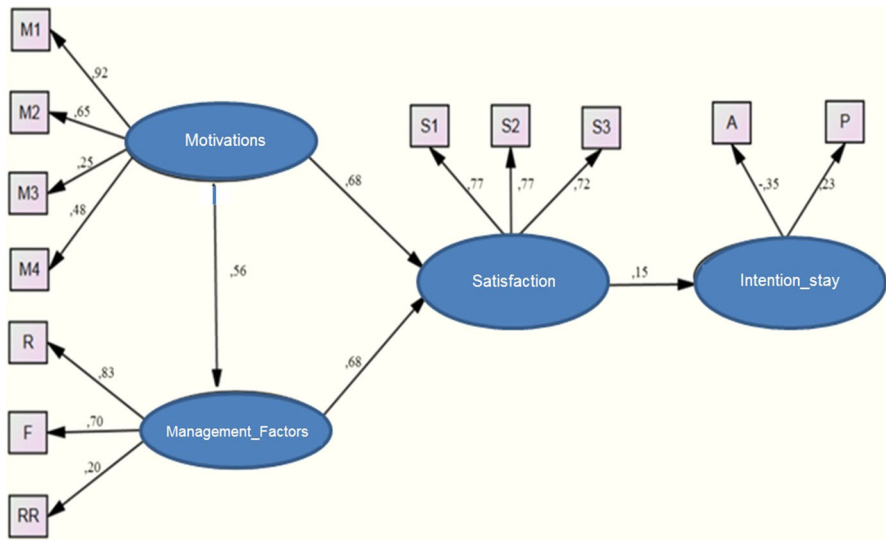 M1
,92
M2
,65
Motivations
,25
M3
,48
M4
S1
S2
S3
,77
,77
,72
A
P
-,35
,23
,68
,56
Satisfaction
,15
Intention_stay
R
,83
,68
F
,70
Management_Factors
,20
RR